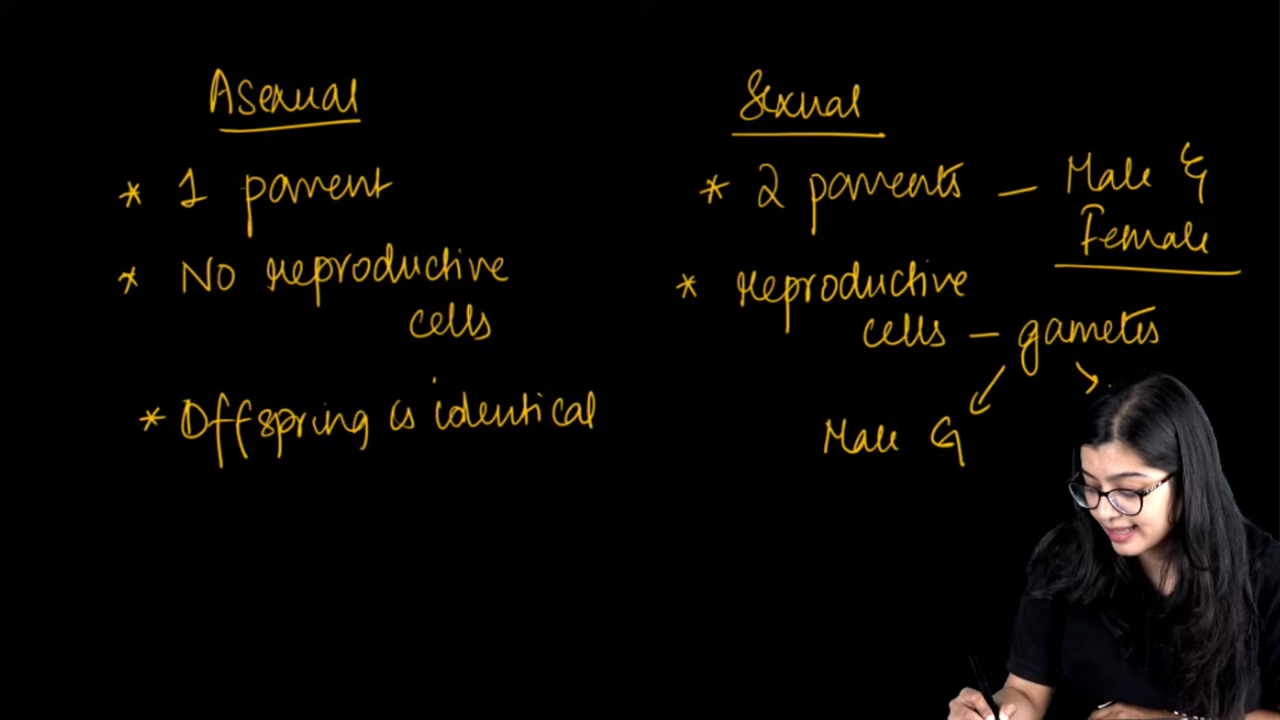 Asexual
* 1 parent
* No reproductive
cells
* Offspring is identical
Sexual
* 2 parents — Male &
Female
* reproductive
cells — gametes
Male G